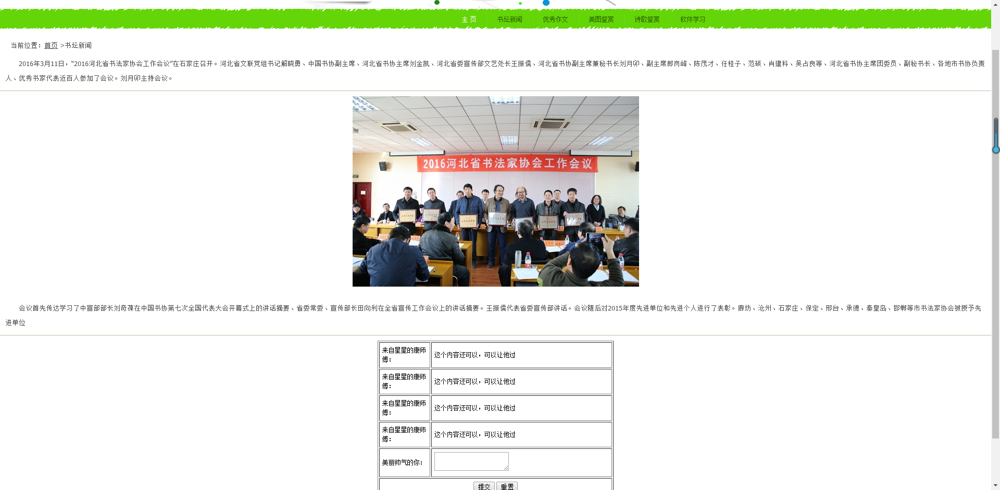 主 页 书坛新闻 优秀作文 美图鉴赏 诗歌鉴赏 软件学习
当前位置：首页 >书坛新闻
2016年3月11日，“2016河北省书法家协会工作会议”在石家庄召开。河北省文联党组书记解晓勇、中国书协副主席、河北省书协主席刘金凯、河北省委宣传部文艺处长王振儒、河北省书协副主席兼秘书长刘月卯、副主席郎岗峰、陈茂才、任桂子、范硕、肖建科、吴占良等、河北省书协主席团委员、副秘书长、各地市书协负责
人、优秀书家代表近百人参加了会议。刘月卯主持会议。
2016河北省书法家协会工作会议
会议首先传达学习了中宣部部长刘奇葆在中国书协第七次全国代表大会开幕式上的讲话摘要、省委常委、宣传部长田向利在全省宣传工作会议上的讲话摘要。王振儒代表省委宣传部讲话。会议随后对2015年度先进单位和先进个人进行了表彰。廊坊、沧州、石家庄、保定、邢台、承德、秦皇岛、邯郸等市书法家协会被授予先
进单位
来自星星的康师
傅：
这个内容还可以，可以让他过
来自星星的康师
傅：
这个内容还可以，可以让他过
来自星星的康师
傅：
这个内容还可以，可以让他过
来自星星的康师
傅：
这个内容还可以，可以让他过
美丽帅气的你：
提交 重置